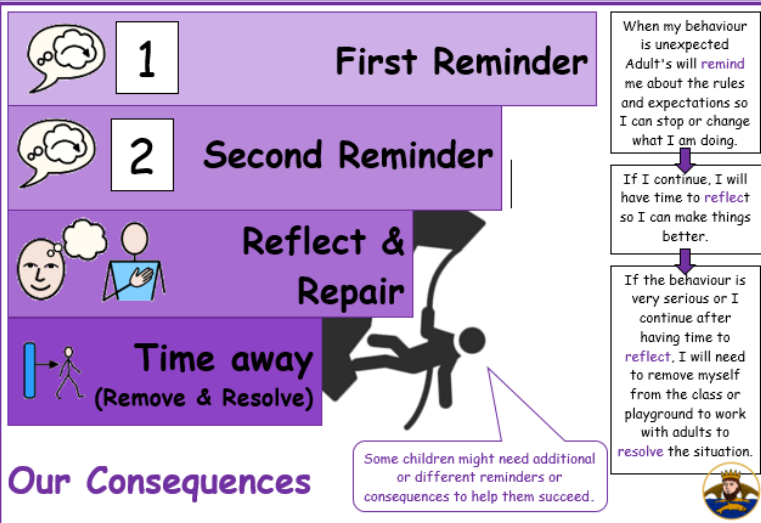 1
First Reminder
2
Second Reminder
Reflect &
Repair
Time away
(Remove & Resolve)
Our Consequences
Some children might need additional
or different reminders or
consequences to help them succeed.
When my behaviour
is unexpected
Adult's will remind
me about the rules
and expectations so
I can stop or change
what I am doing.
If I continue, I will
have time to reflect
so I can make things
better.
If the behaviour is
very serious or I
continue after
having time to
reflect, I will need
to remove myself
from the class or
playground to work
with adults to
resolve the situation.